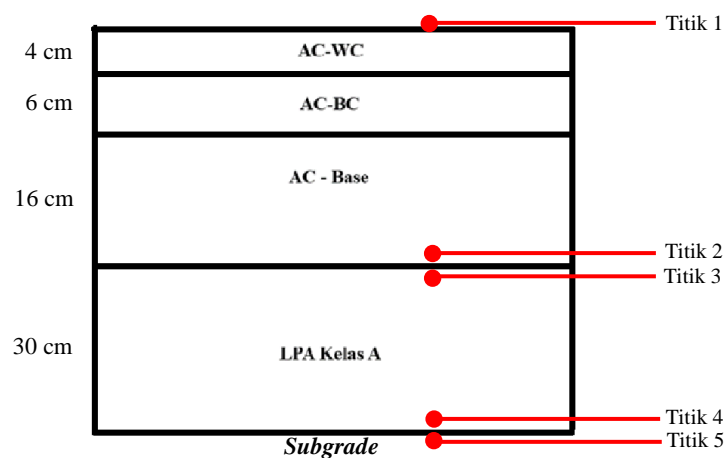 Titik 1
4 cm
AC-WC
6 cm
AC-BC
AC - Base
16 cm
Titik 2
Titik 3
30 cm
LPA Kelas A
Titik 4
Titik 5
Subgrade